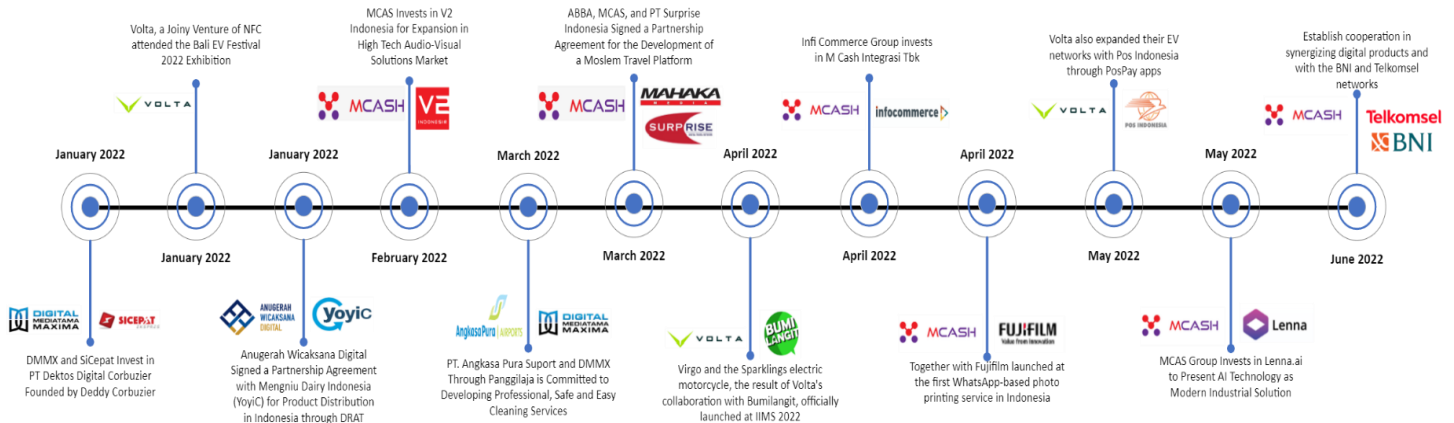 Volta, a Joiny Venture of NFC
attended the Bali EV Festival
2022 Exhibition
VOLTA
MCAS Invests in V2
Indonesia for Expansion in
High Tech Audio-Visual
Solutions Market
MCASH
V2
INDONESIA
ABBA, MCAS, and PT Surprise
Indonesia Signed a Partnership
Agreement for the Development of
a Moslem Travel Platform
MCASH
MAHAKA
MEDIA
SURPRISE
Infi Commerce Group invests
in M Cash Integrasi Tbk
MCASH
infocommerce
Volta also expanded their EV
networks with Pos Indonesia
through PosPay apps
VOLTA
POS INDONESIA
Establish cooperation in
synergizing digital products and
with the BNI and Telkomsel
networks
MCASH
Telkomsel
BNI
January 2022
January 2022
March 2022
April 2022
April 2022
May 2022
January 2022
February 2022
March 2022
April 2022
May 2022
June 2022
DIGITAL
MEDIATAMA
MAXIMA
SICEPAT
EKSPRES
DMMX and SiCepat Invest in
PT Dektos Digital Corbuzier
Founded by Deddy Corbuzier
ANUGERAH
WICAKSANA
DIGITAL
YoyiC
Anugerah Wicaksana Digital
Signed a Partnership Agreement
with Mengniu Dairy Indonesia
(YoyiC) for Product Distribution
in Indonesia through DRAT
AngkasaPura AIRPORTS
DIGITAL
MEDIATAMA
MAXIMA
PT. Angkasa Pura Suport and DMMX
Through Panggilaja is Committed to
Developing Professional, Safe and Easy
Cleaning Services
VOLTA
BUMI
LANGIT
Virgo and the Sparklings electric
motorcycle, the result of Volta's
collaboration with Bumilangit, officially
launched at IIMS 2022
MCASH
FUJIFILM
Value from Innovation
Together with Fujifilm launched at
the first WhatsApp-based photo
printing service in Indonesia
MCASH
Lenna
MCAS Group Invests in Lenna.ai
to Present AI Technology as
Modern Industrial Solution